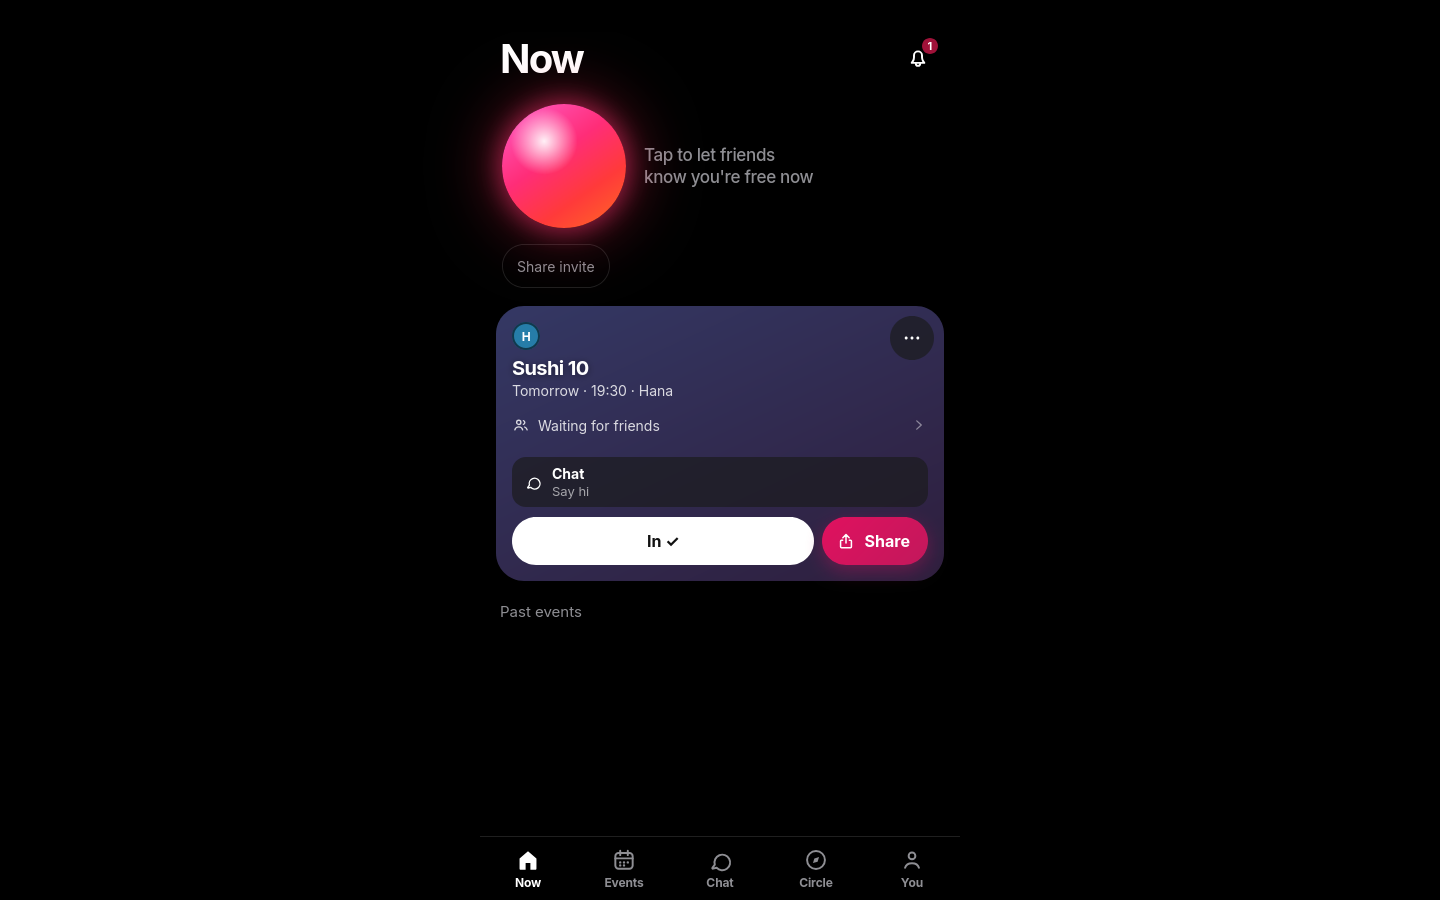 Now
1
Tap to let friends
know you're free now
Share invite
H
Sushi 10
Tomorrow · 19:30 · Hana
Waiting for friends
Chat
Say hi
In ✓
Share
Past events
Now
Events
Chat
Circle
You